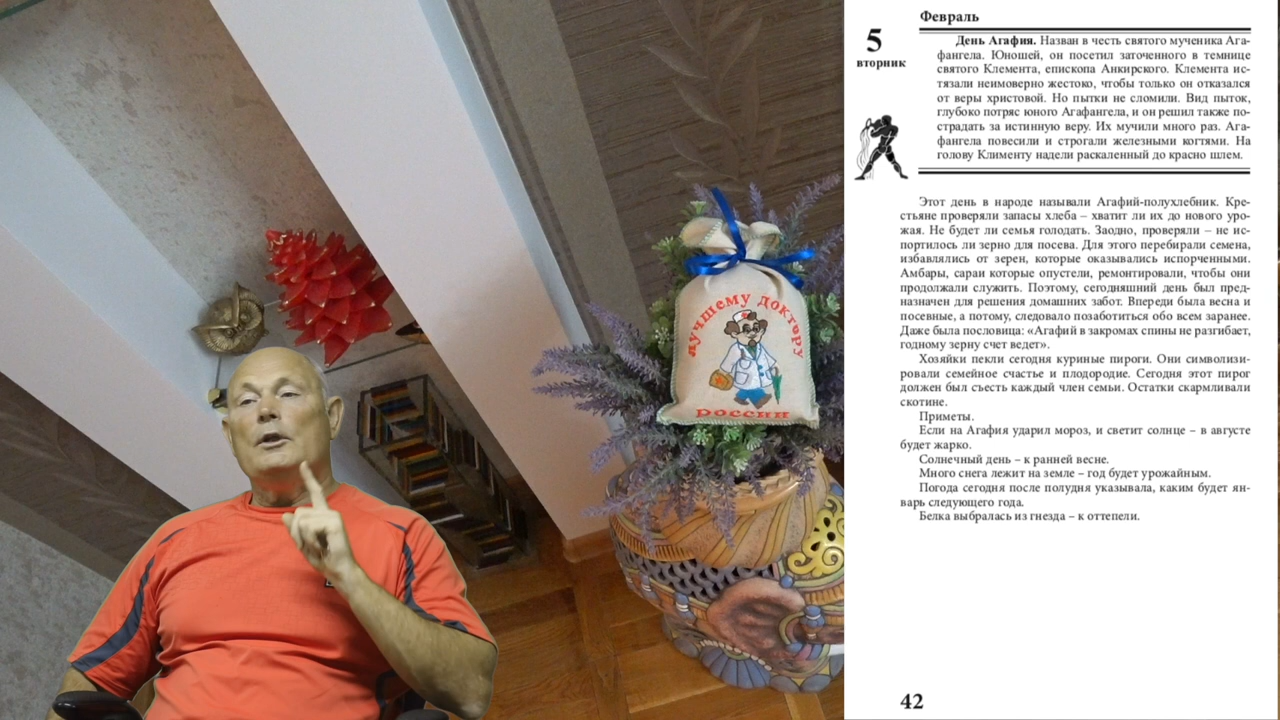 лучшему доктору
россии
Февраль
5
вторник
День Агафия. Назван в честь святого мученика Ага-
фангела. Юношей, он посетил заточенного в темнице
святого Клемента, епископа Анкирского. Клемента ис-
тязали неимоверно жестоко, чтобы только он отказался
от веры христовой. Но пытки не сломили. Вид пыток,
глубоко потряс юного Агафангела, и он решил также по-
страдать за истинную веру. Их мучили много раз. Ага-
фангела повесили и строгали железными когтями. На
голову Клименту надели раскаленный до красно шлем.
Этот день в народе называли Агафий-полухлебник. Кре-
стьяне проверяли запасы хлеба – хватит ли их до нового уро-
жая. Не будет ли семья голодать. Заодно, проверяли – не ис-
портилось ли зерно для посева. Для этого перебирали семена,
избавлялись от зерен, которые оказывались испорченными.
Амбары, сараи которые опустели, ремонтировали, чтобы они
продолжали служить. Поэтому, сегодняшний день был пред-
назначен для решения домашних забот. Впереди была весна и
посевные, а потому, следовало позаботиться обо всем заранее.
Даже была пословица: «Агафий в закромах спины не разгибает,
годному зерну счет ведет».
Хозяйки пекли сегодня куриные пироги. Они символизи-
ровали семейное счастье и плодородие. Сегодня этот пирог
должен был съесть каждый член семьи. Остатки скармливали
скотине.
Приметы.
Если на Агафия ударил мороз, и светит солнце – в августе
будет жарко.
Солнечный день – к ранней весне.
Много снега лежит на земле – год будет урожайным.
Погода сегодня после полудня указывала, каким будет ян-
варь следующего года.
Белка выбралась из гнезда – к оттепели.
42